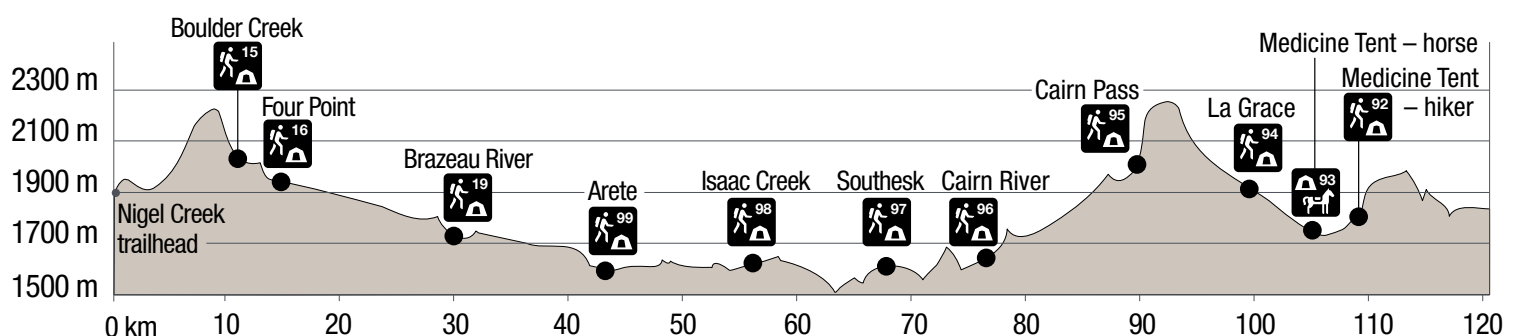 Boulder Creek
15
2300 m
Four Point
16
2100 m
Brazeau River
19
1900 m
Nigel Creek
trailhead
1700 m
1500 m
Arete
99
Isaac Creek
98
Southesk
97
Cairn River
96
Cairn Pass
95
La Grace
94
Medicine Tent – horse
93
Medicine Tent
– hiker
92
0 km 10 20 30 40 50 60 70 80 90 100 110 120